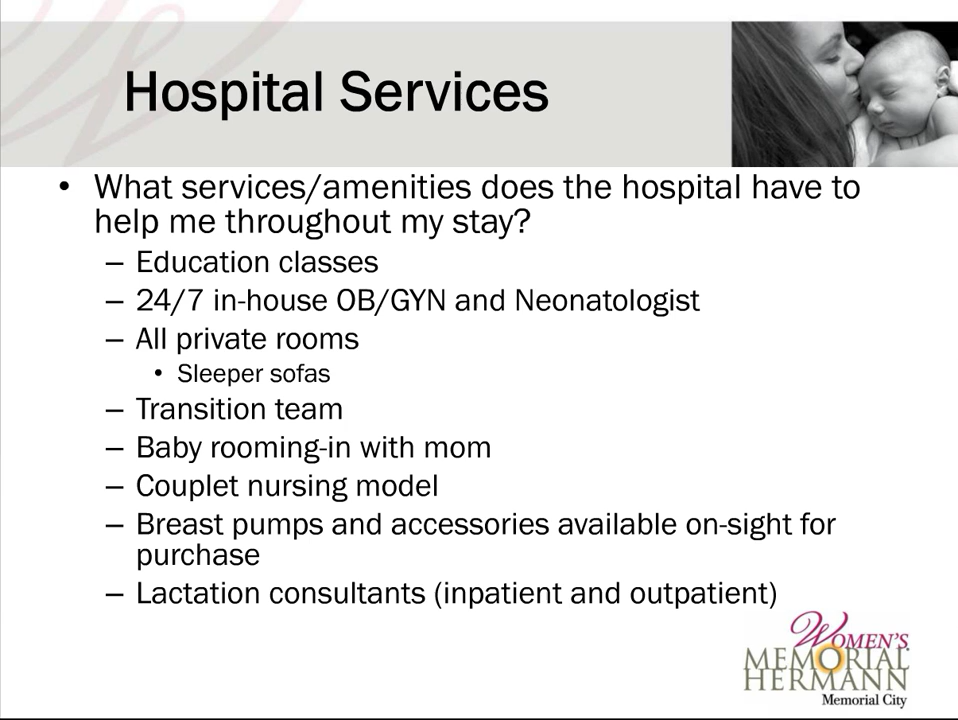 Hospital Services
• What services/amenities does the hospital have to
help me throughout my stay?
– Education classes
– 24/7 in-house OB/GYN and Neonatologist
– All private rooms
• Sleeper sofas
– Transition team
– Baby rooming-in with mom
– Couplet nursing model
– Breast pumps and accessories available on-sight for
purchase
– Lactation consultants (inpatient and outpatient)
WOMEN'S
MEMORIAL
HERMANN
Memorial City